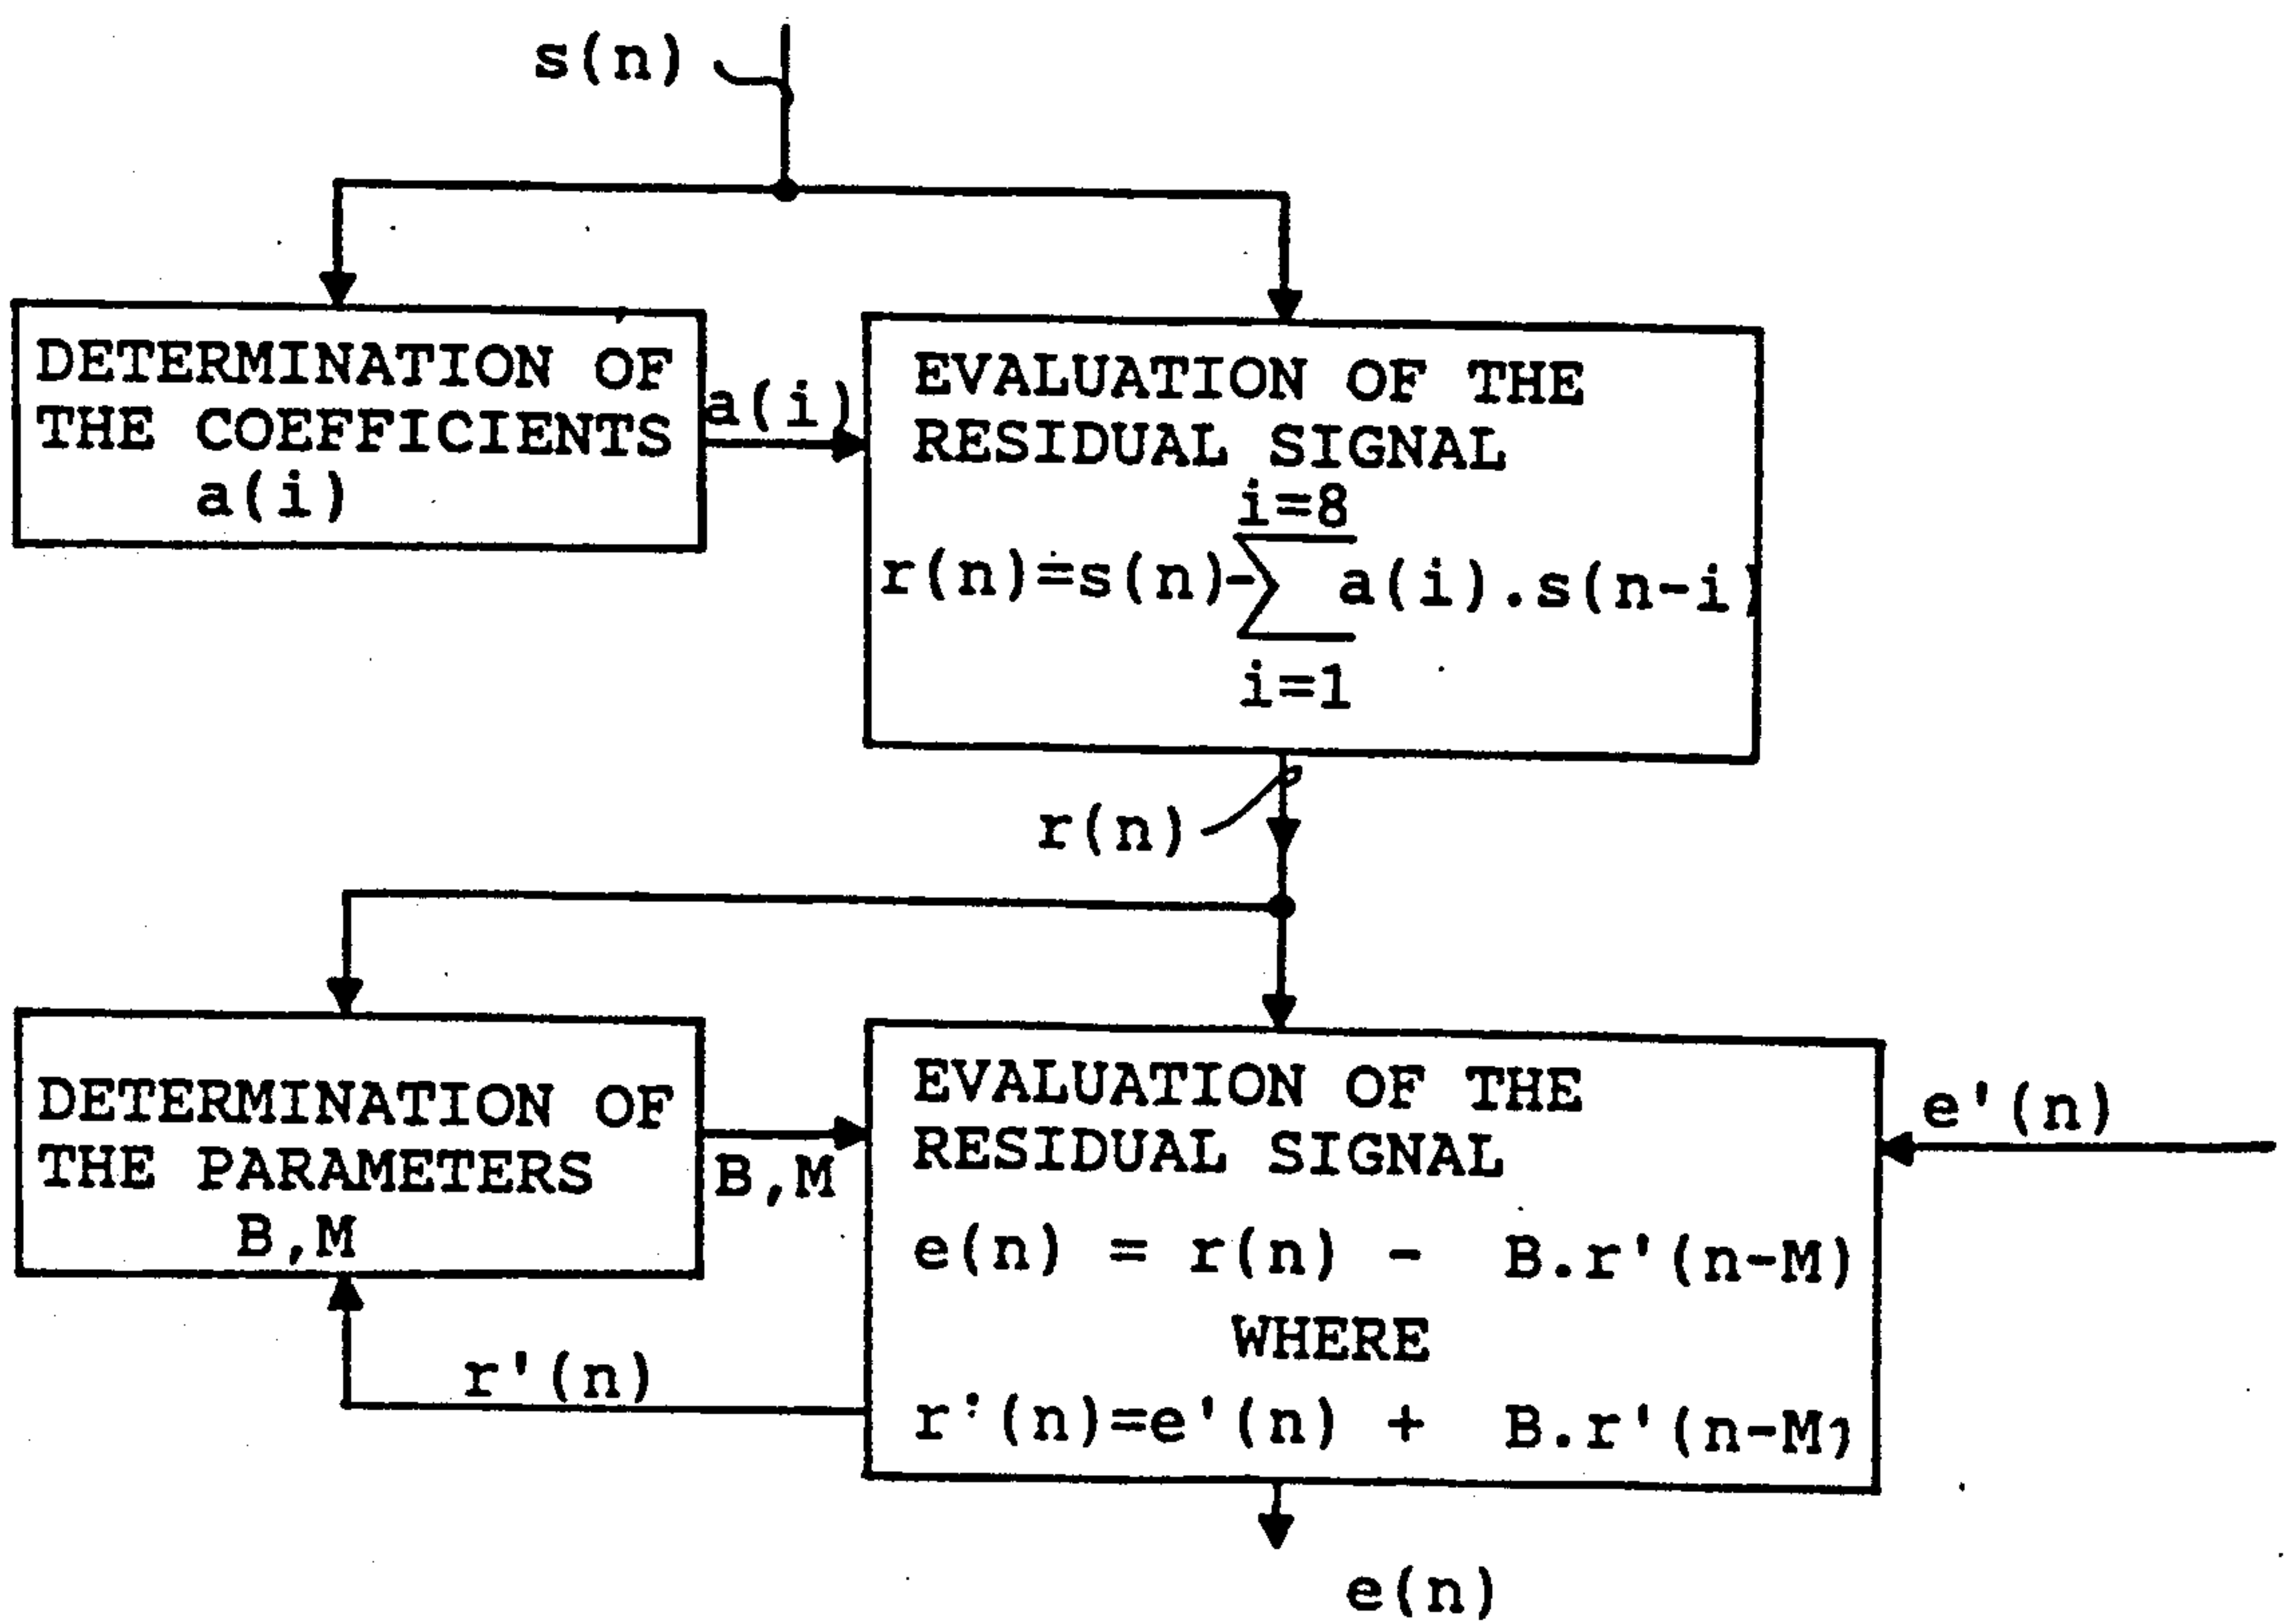 s(n)
DETERMINATION OF
THE COEFFICIENTS
a(i)
a(i)
EVALUATION OF THE
RESIDUAL SIGNAL
i=8
r(n)=s(n)-∑ a(i).s(n-i)
i=1
r(n)
DETERMINATION OF
THE PARAMETERS
B,M
B,M
EVALUATION OF THE
RESIDUAL SIGNAL
e(n) = r(n) - B.r'(n-M)
WHERE
r'(n)=e'(n) + B.r'(n-M)
e'(n)
r'(n)
e(n)